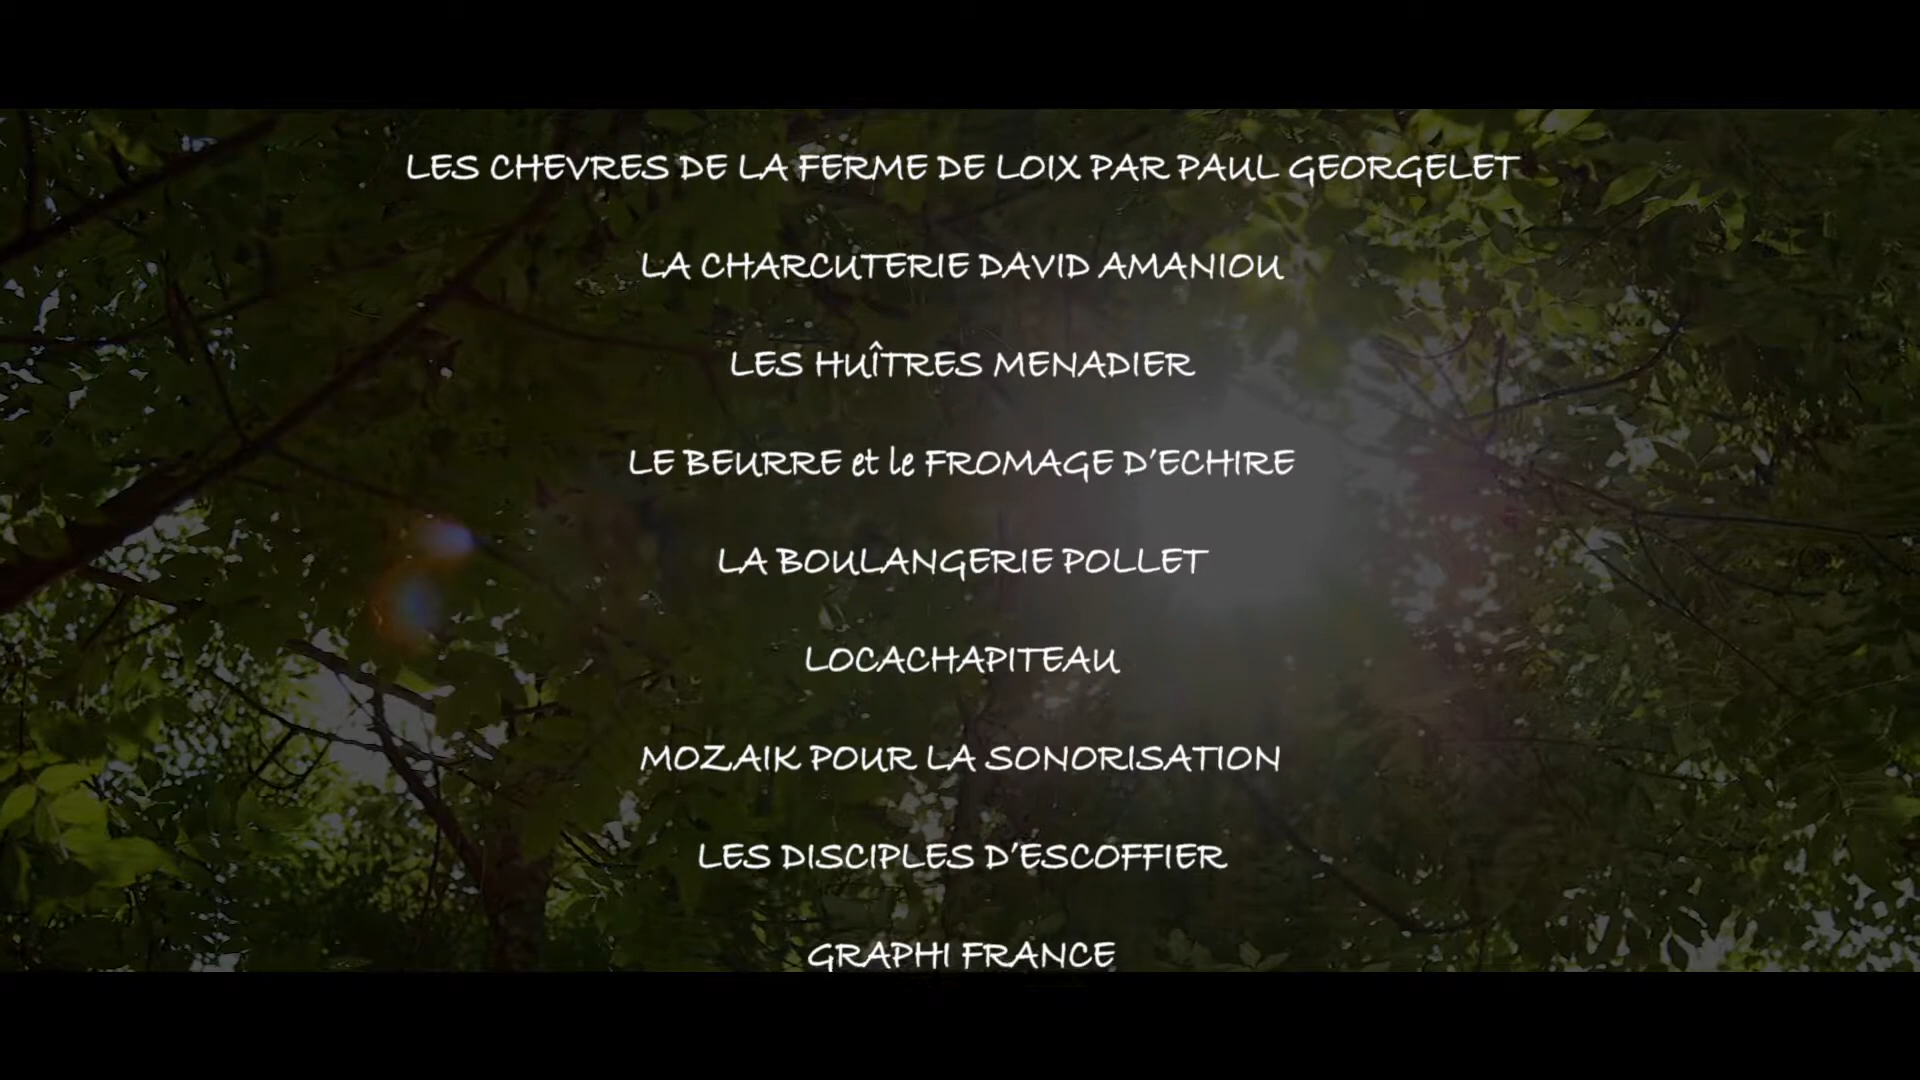 LES CHEVRES DE LA FERME DE LOIX PAR PAUL GEORGELET
LA CHARCUTERIE DAVID AMANIOU
LES HUÎTRES MENADIER
LE BEURRE et le FROMAGE D'ECHIRE
LA BOULANGERIE POLLET
LOCACHAPITEAU
MOZAIK POUR LA SONORISATION
LES DISCIPLES D'ESCOFFIER
GRAPHI FRANCE